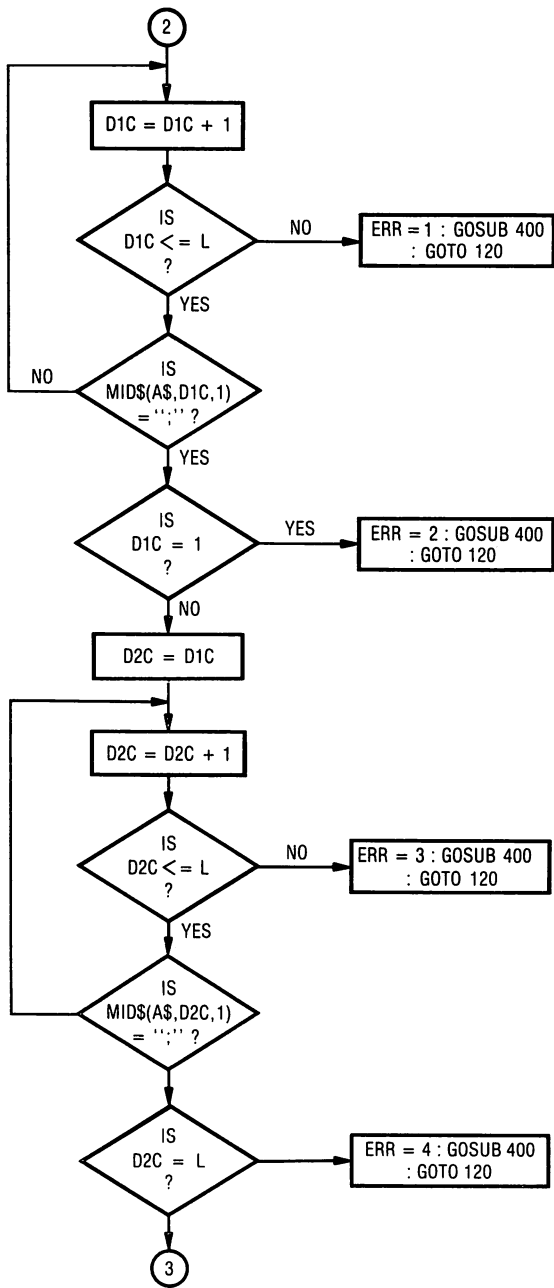 2
D1C = D1C + 1
IS
D1C <= L
?
NO
ERR = 1 : GOSUB 400
: GOTO 120
YES
NO
IS
MID$(A$,D1C,1)
= ";" ?
YES
IS
D1C = 1
?
YES
ERR = 2 : GOSUB 400
: GOTO 120
NO
D2C = D1C
D2C = D2C + 1
IS
D2C <= L
?
NO
ERR = 3 : GOSUB 400
: GOTO 120
YES
IS
MID$(A$,D2C,1)
= ";" ?
IS
D2C = L
?
ERR = 4 : GOSUB 400
: GOTO 120
3